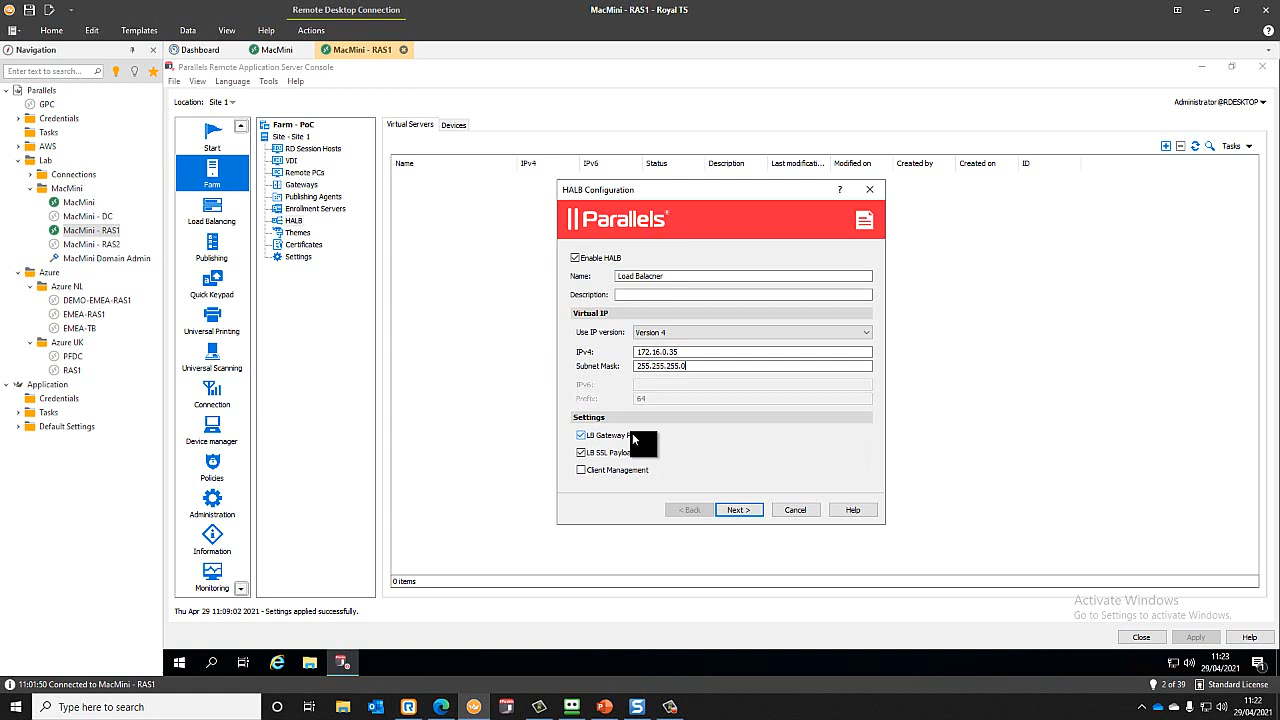 Remote Desktop Connection
MacMini - RAS1 - Royal TS
Home Edit Templates Data View Help Actions
Navigation
Dashboard MacMini MacMini - RAS1
Enter text to search...
Parallels Remote Application Server Console
File View Language Tools Help
Location: Site 1
Administrator@RDESKTOP
Parallels
GPC
Credentials
Tasks
AWS
Lab
Connections
MacMini
MacMini
MacMini - DC
MacMini - RAS1
MacMini - RAS2
MacMini Domain Admin
Azure
Azure NL
DEMO-EMEA-RAS1
EMEA-RAS1
EMEA-TB
Azure UK
PFDC
RAS1
Application
Credentials
Tasks
Default Settings
Start
Farm
Load Balancing
Publishing
Quick Keypad
Universal Printing
Universal Scanning
Connection
Device manager
Policies
Administration
Information
Monitoring
Farm - PoC
Site - Site 1
RD Session Hosts
VDI
Remote PCs
Gateways
Publishing Agents
Enrollment Servers
HALB
Themes
Certificates
Settings
Virtual Servers Devices
Tasks
Name IPv4 IPv6 Status Description Last modificati... Modified on Created by Created on ID
HALB Configuration
? 
Parallels
Enable HALB
Name: Load Balacner
Description:
Virtual IP
Use IP version: Version 4
IPv4: 172.16.0.35
Subnet Mask: 255.255.255.0
IPv6:
Prefix: 64
Settings
LB Gateway P
LB SSL Payloa
Client Management
< Back Next > Cancel Help
0 items
Activate Windows
Go to Settings to activate Windows.
Thu Apr 29 11:09:02 2021 - Settings applied successfully.
Close Apply Help
11:23
29/04/2021
11:01:50 Connected to MacMini - RAS1
2 of 39 Standard License
Type here to search
11:22
29/04/2021